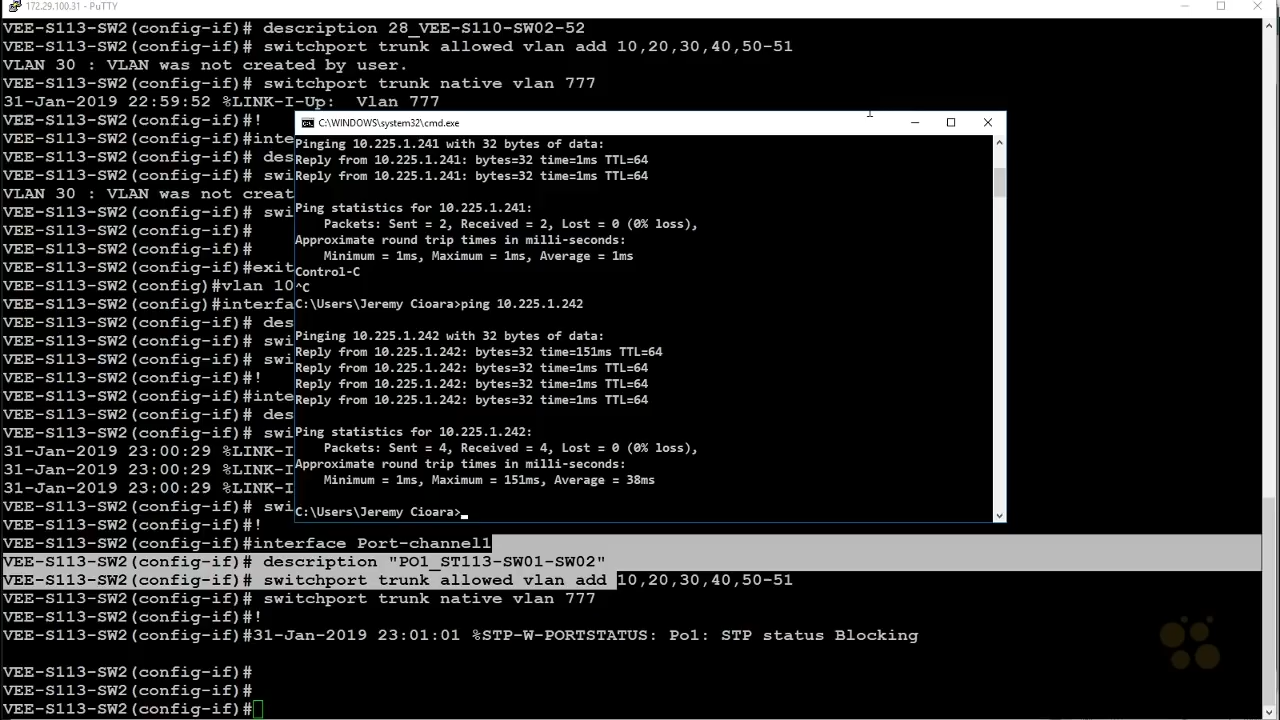 172.29.100.31 - PuTTY
VEE-S113-SW2(config-if)# description 28_VEE-S110-SW02-52
VEE-S113-SW2(config-if)# switchport trunk allowed vlan add 10,20,30,40,50-51
VLAN 30 : VLAN was not created by user.
VEE-S113-SW2(config-if)# switchport trunk native vlan 777
31-Jan-2019 22:59:52 %LINK-I-Up:  Vlan 777
VEE-S113-SW2(config-if)#!
VEE-S113-SW2(config-if)#inte
VEE-S113-SW2(config-if)# des
VEE-S113-SW2(config-if)# swi
VLAN 30 : VLAN was not creat
VEE-S113-SW2(config-if)# swi
VEE-S113-SW2(config-if)#
VEE-S113-SW2(config-if)#
VEE-S113-SW2(config-if)#exit
VEE-S113-SW2(config)#vlan 10
VEE-S113-SW2(config)#interfa
VEE-S113-SW2(config-if)# des
VEE-S113-SW2(config-if)# swi
VEE-S113-SW2(config-if)# swi
VEE-S113-SW2(config-if)#!
VEE-S113-SW2(config-if)#inte
VEE-S113-SW2(config-if)# des
VEE-S113-SW2(config-if)# swi
31-Jan-2019 23:00:29 %LINK-I
31-Jan-2019 23:00:29 %LINK-I
31-Jan-2019 23:00:29 %LINK-I
VEE-S113-SW2(config-if)# swi
VEE-S113-SW2(config-if)#!
VEE-S113-SW2(config-if)#interface Port-channel1
VEE-S113-SW2(config-if)# description "PO1_ST113-SW01-SW02"
VEE-S113-SW2(config-if)# switchport trunk allowed vlan add 10,20,30,40,50-51
VEE-S113-SW2(config-if)# switchport trunk native vlan 777
VEE-S113-SW2(config-if)#!
VEE-S113-SW2(config-if)#31-Jan-2019 23:01:01 %STP-W-PORTSTATUS: Po1: STP status Blocking
VEE-S113-SW2(config-if)#
VEE-S113-SW2(config-if)#
VEE-S113-SW2(config-if)#
C:\WINDOWS\system32\cmd.exe
Pinging 10.225.1.241 with 32 bytes of data:
Reply from 10.225.1.241: bytes=32 time=1ms TTL=64
Reply from 10.225.1.241: bytes=32 time=1ms TTL=64
Ping statistics for 10.225.1.241:
Packets: Sent = 2, Received = 2, Lost = 0 (0% loss),
Approximate round trip times in milli-seconds:
Minimum = 1ms, Maximum = 1ms, Average = 1ms
Control-C
^C
C:\Users\Jeremy Cioara>ping 10.225.1.242
Pinging 10.225.1.242 with 32 bytes of data:
Reply from 10.225.1.242: bytes=32 time=151ms TTL=64
Reply from 10.225.1.242: bytes=32 time=1ms TTL=64
Reply from 10.225.1.242: bytes=32 time=1ms TTL=64
Reply from 10.225.1.242: bytes=32 time=1ms TTL=64
Ping statistics for 10.225.1.242:
Packets: Sent = 4, Received = 4, Lost = 0 (0% loss),
Approximate round trip times in milli-seconds:
Minimum = 1ms, Maximum = 151ms, Average = 38ms
C:\Users\Jeremy Cioara>